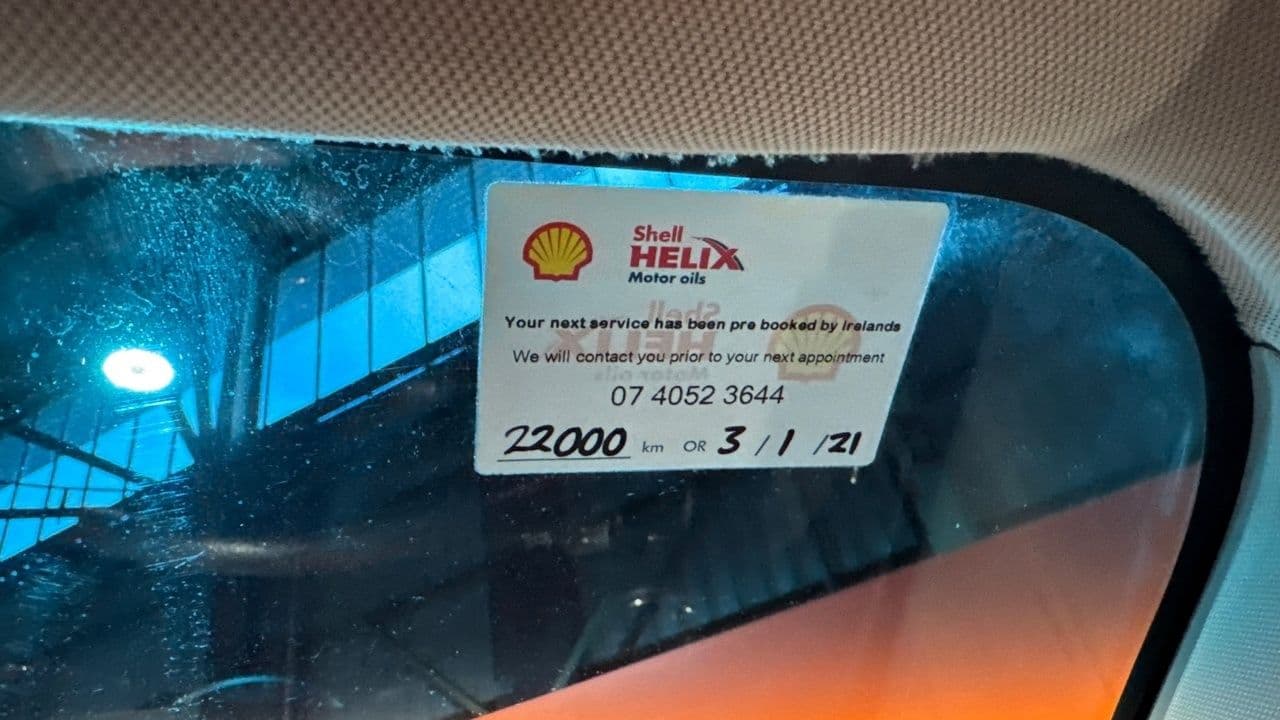 Shell
HELIX
Motor oils
Your next service has been pre booked by Irelands
We will contact you prior to your next appointment
07 4052 3644
22000 km OR 3/1/21